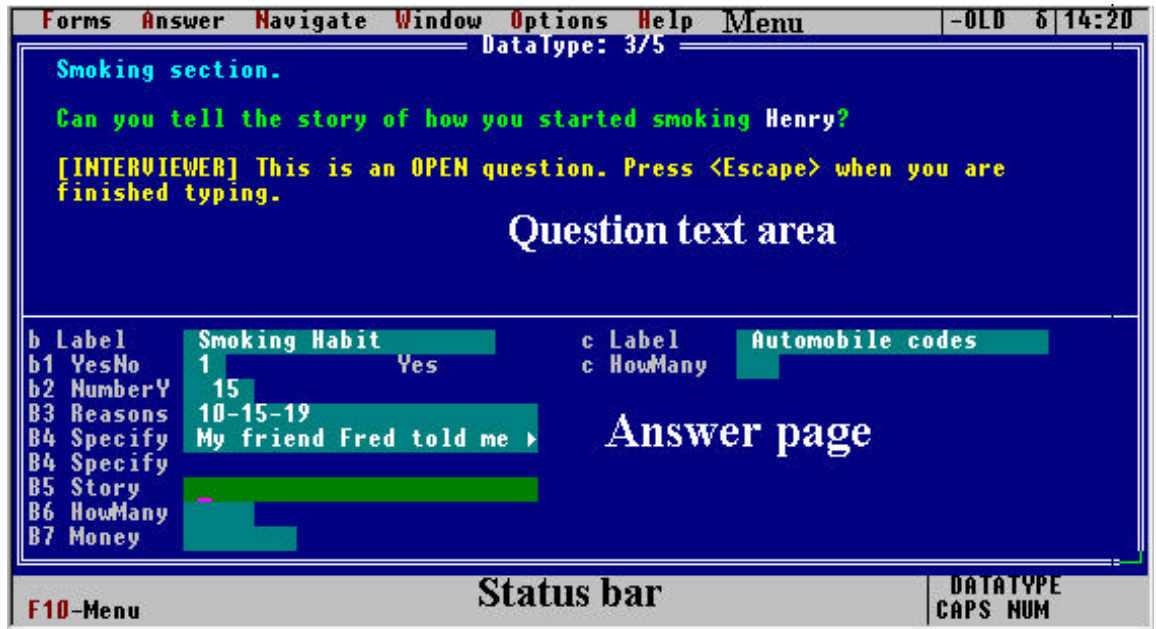 Forms Answer Navigate Window Options Help Menu -OLD δ 14:20
DataType: 3/5
Smoking section.
Can you tell the story of how you started smoking Henry?
[INTERVIEWER] This is an OPEN question. Press <Escape> when you are
finished typing.
Question text area
b Label Smoking Habit c Label Automobile codes
b1 YesNo 1 Yes c HowMany
b2 NumberY 15
B3 Reasons 10-15-19
B4 Specify My friend Fred told me
Answer page
B4 Specify
B5 Story
B6 HowMany
B7 Money
Status bar
DATATYPE
F10-Menu CAPS NUM